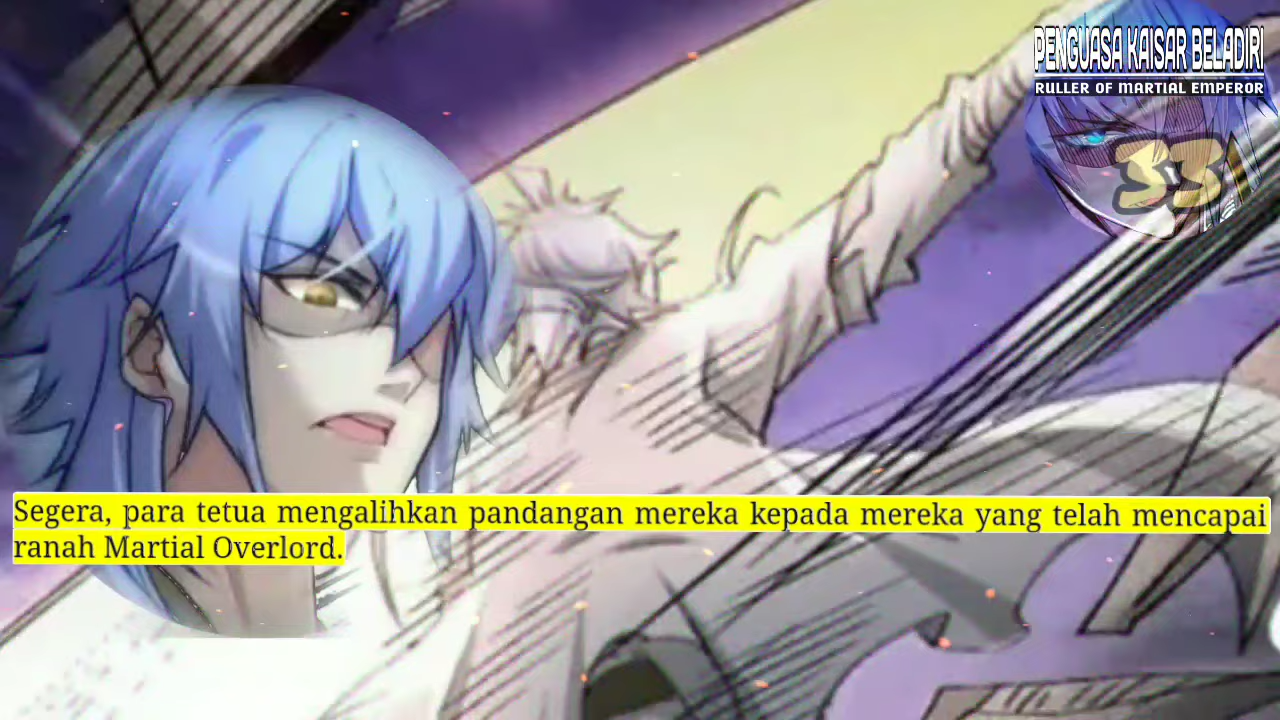 PENGUASA KAISAR BELADIRI
RULLER OF MARTIAL EMPEROR
33
Segera, para tetua mengalihkan pandangan mereka kepada mereka yang telah mencapai
ranah Martial Overlord.